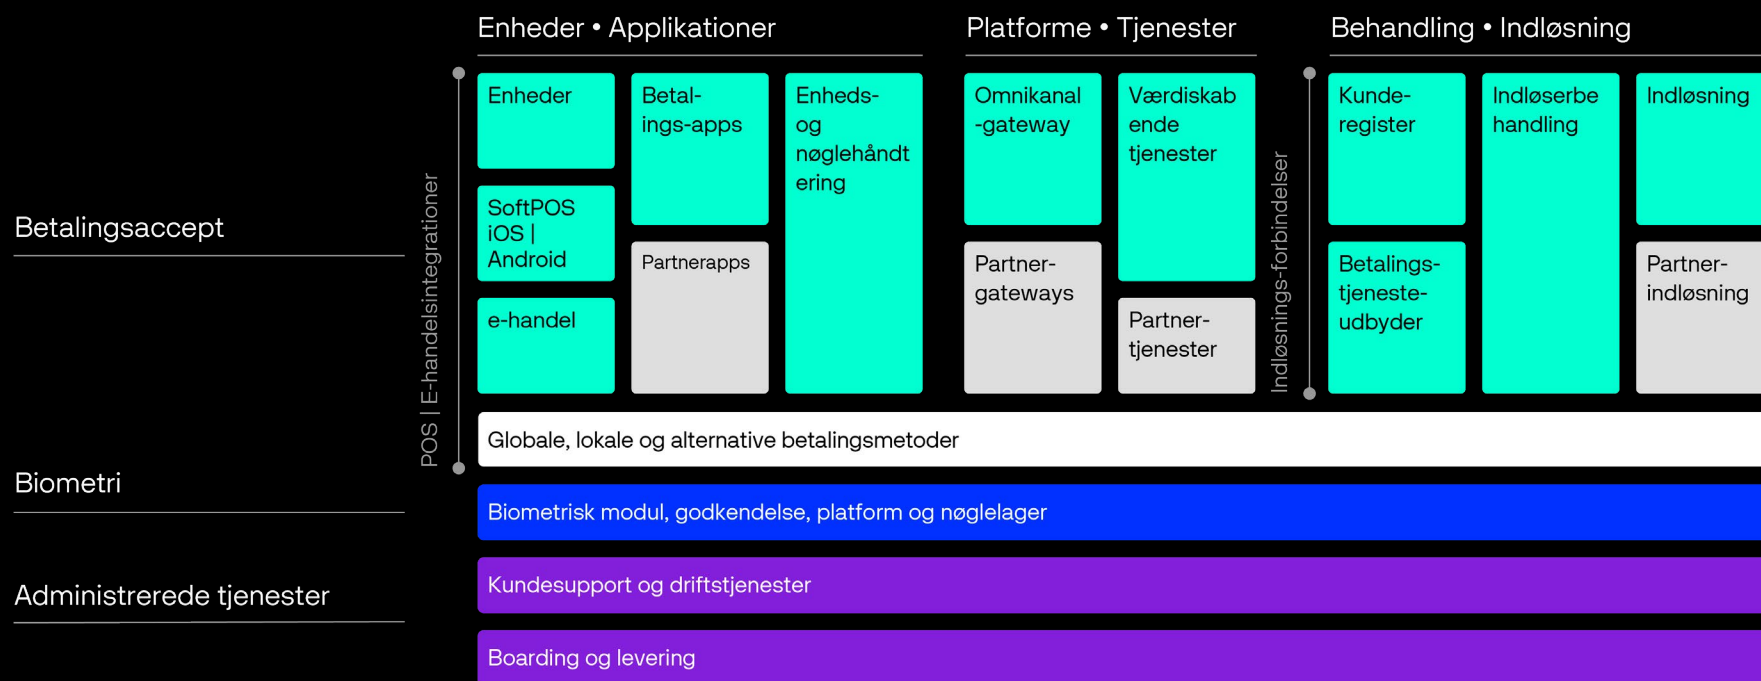 Enheder • Applikationer
Platforme • Tjenester
Behandling • Indløsning
Betalingsaccept
POS | E-handelsintegrationer
Enheder
SoftPOS
iOS |
Android
e-handel
Betal-
ings-apps
Partnerapps
Enheds-
og
nøglehåndt
ering
Omnikanal
-gateway
Partner-
gateways
Værdiskab
ende
tjenester
Partner-
tjenester
Indløsnings-forbindelser
Kunde-
register
Betalings-
tjeneste-
udbyder
Indløserbe
handling
Indløsning
Partner-
indløsning
Globale, lokale og alternative betalingsmetoder
Biometri
Biometrisk modul, godkendelse, platform og nøglelager
Administrerede tjenester
Kundesupport og driftstjenester
Boarding og levering